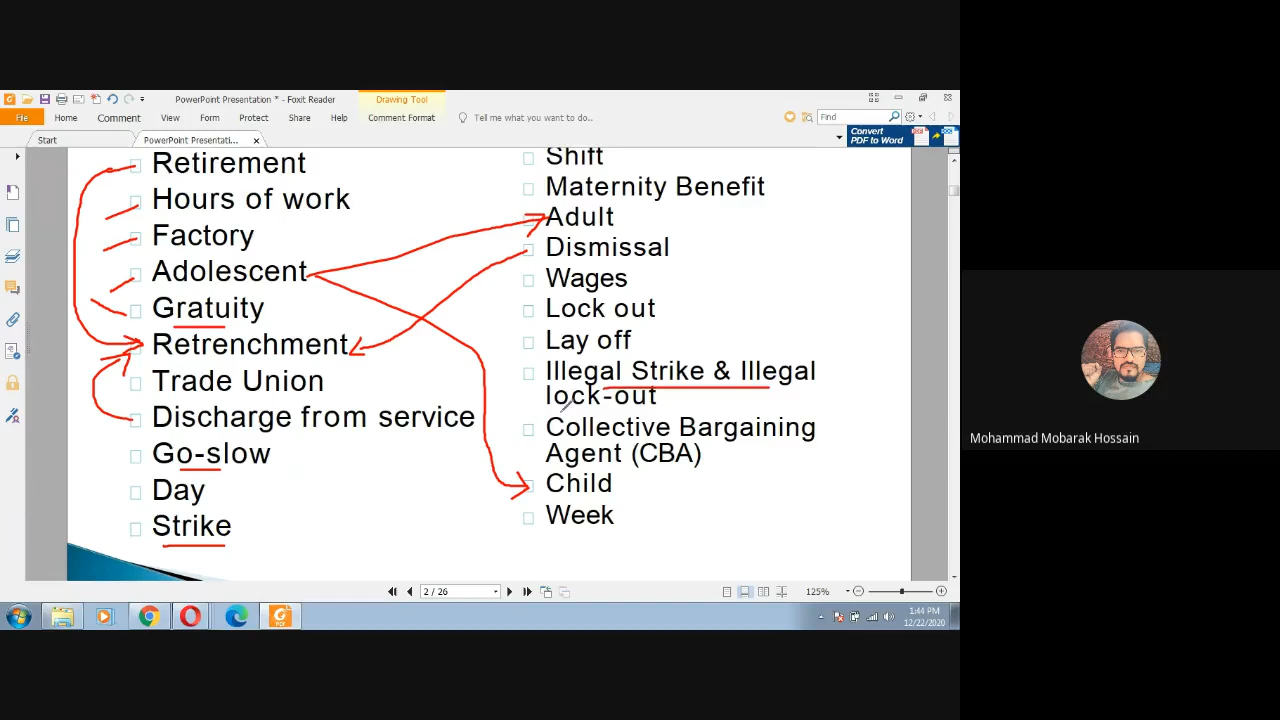 PowerPoint Presentation * - Foxit Reader
Drawing Tool
File
Home
Comment
View
Form
Protect
Share
Help
Comment Format
Tell me what you want to do..
Find
Start
PowerPoint Presentati...
Convert
PDF to Word
Retirement
Hours of work
Factory
Adolescent
Gratuity
Retrenchment
Trade Union
Discharge from service
Go-slow
Day
Strike
Shift
Maternity Benefit
Adult
Dismissal
Wages
Lock out
Lay off
Illegal Strike & Illegal
lock-out
Collective Bargaining
Agent (CBA)
Child
Week
2 / 26
125%
1:44 PM
12/22/2020
Mohammad Mobarak Hossain